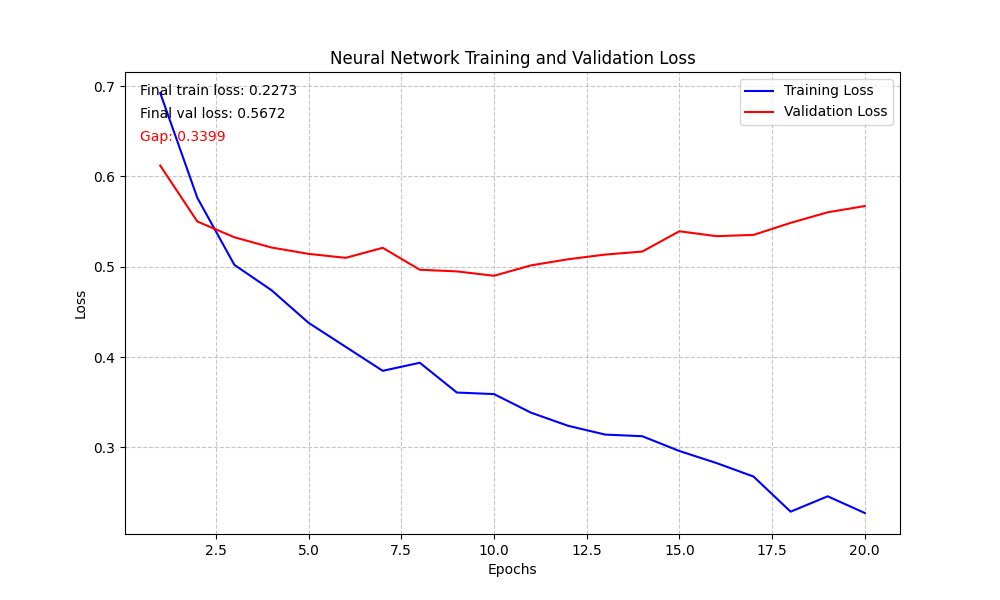 Neural Network Training and Validation Loss
Final train loss: 0.2273
Final val loss: 0.5672
Gap: 0.3399
Training Loss
Validation Loss
0.7
0.6
0.5
0.4
0.3
Loss
2.5 5.0 7.5 10.0 12.5 15.0 17.5 20.0
Epochs